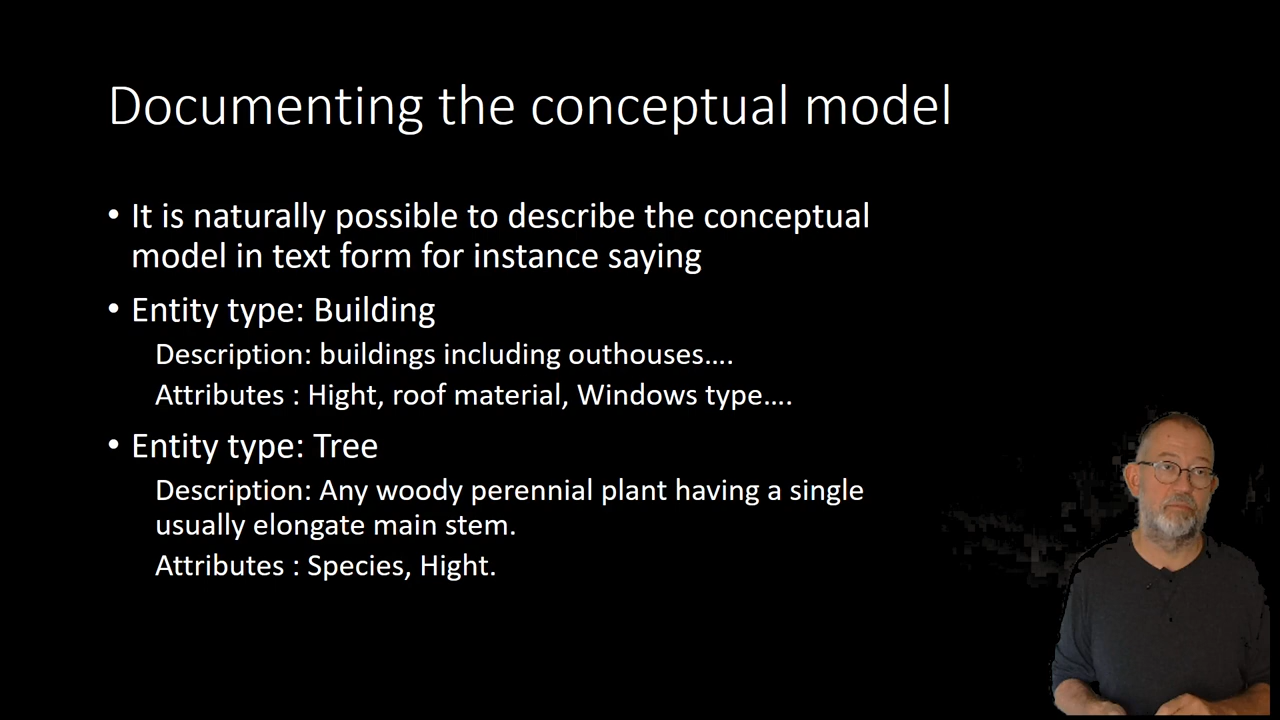 Documenting the conceptual model
• It is naturally possible to describe the conceptual
model in text form for instance saying
• Entity type: Building
Description: buildings including outhouses….
Attributes : Hight, roof material, Windows type….
• Entity type: Tree
Description: Any woody perennial plant having a single
usually elongate main stem.
Attributes : Species, Hight.